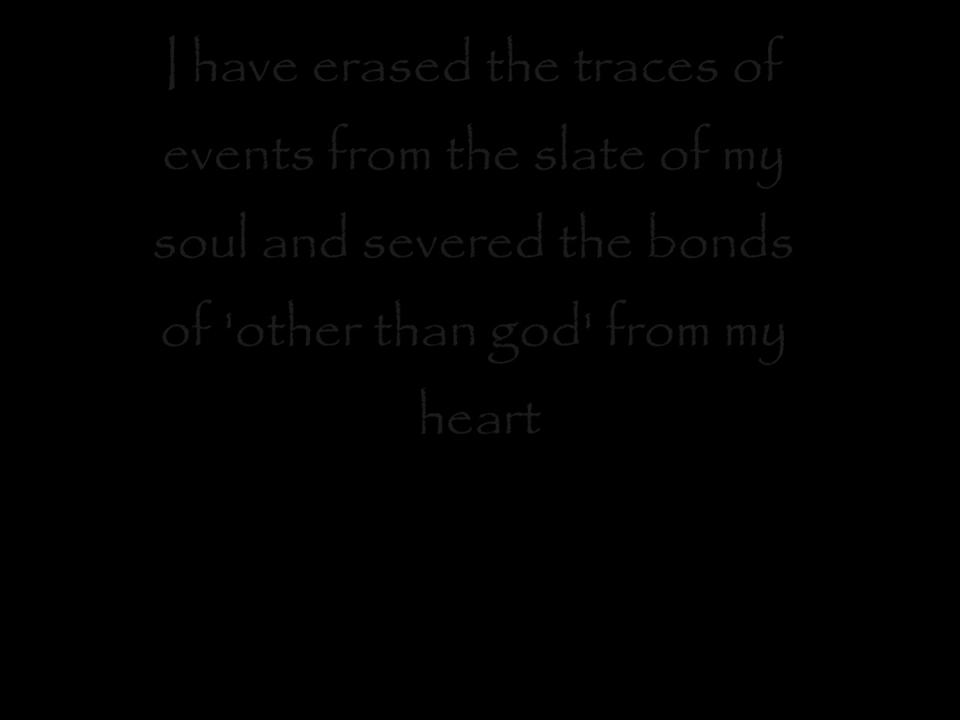 I have erased the traces of
events from the slate of my
soul and severed the bonds
of 'other than god' from my
heart